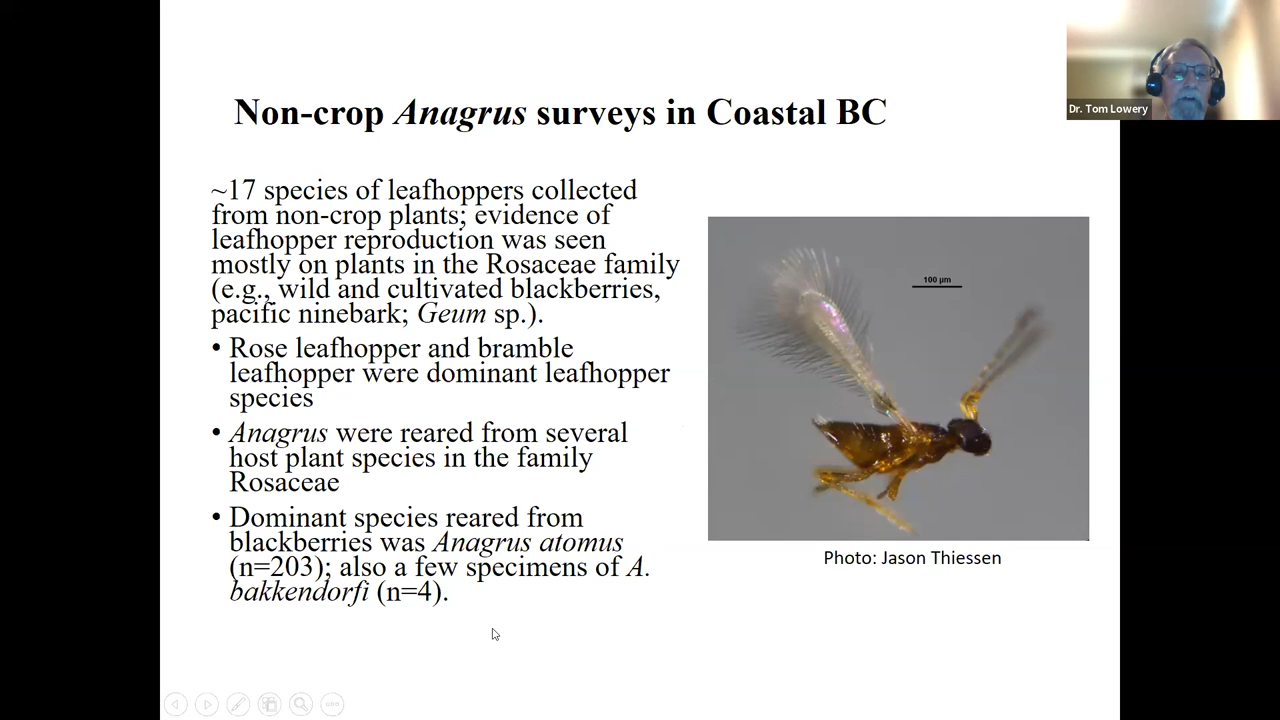 Non-crop Anagrus surveys in Coastal BC
Dr. Tom Lowery
~17 species of leafhoppers collected
from non-crop plants; evidence of
leafhopper reproduction was seen
mostly on plants in the Rosaceae family
(e.g., wild and cultivated blackberries,
pacific ninebark; Geum sp.).
• Rose leafhopper and bramble
leafhopper were dominant leafhopper
species
• Anagrus were reared from several
host plant species in the family
Rosaceae
• Dominant species reared from
blackberries was Anagrus atomus
(n=203); also a few specimens of A.
bakkendorfi (n=4).
100 µm
Photo: Jason Thiessen